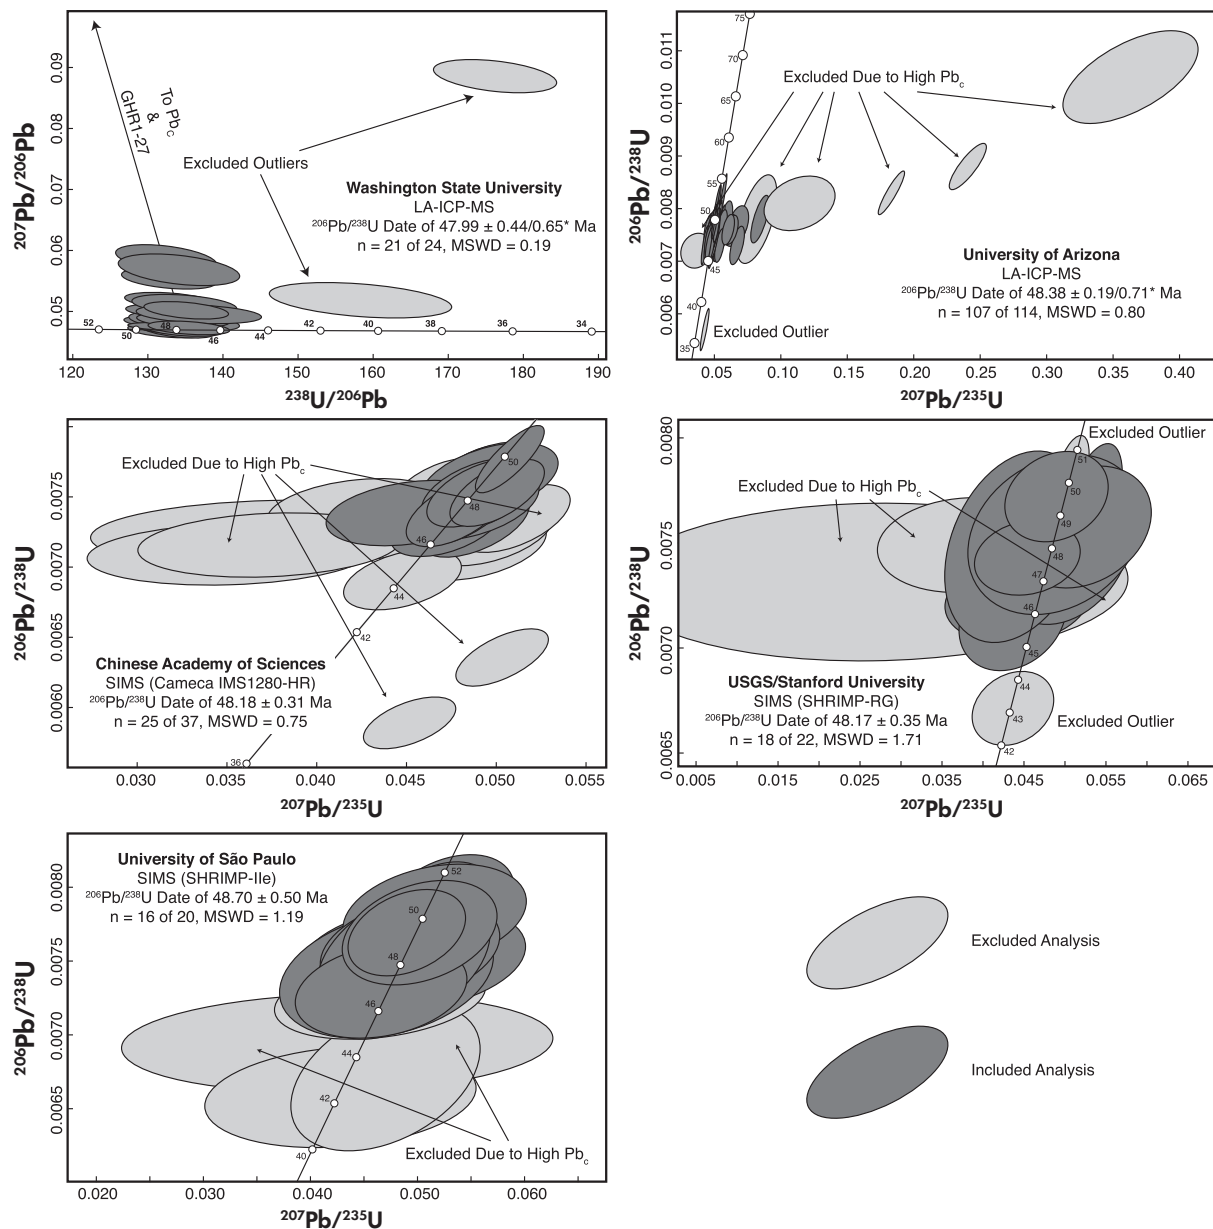 0.09
0.08
0.07
0.06
0.05
207Pb/206Pb
To Pbc
&
GHR1-27
Excluded Outliers
Washington State University
LA-ICP-MS
206Pb/238U Date of 47.99 ± 0.44/0.65* Ma
n = 21 of 24, MSWD = 0.19
52 50 48 46 44 42 40 38 36 34
120 130 140 150 160 170 180 190
238U/206Pb
0.011
0.010
0.009
0.008
0.007
0.006
206Pb/238U
75
70
65
60
55
50
45
40
35
Excluded Due to High Pbc
University of Arizona
LA-ICP-MS
206Pb/238U Date of 48.38 ± 0.19/0.71* Ma
n = 107 of 114, MSWD = 0.80
Excluded Outlier
0.05 0.10 0.15 0.20 0.25 0.30 0.35 0.40
207Pb/235U
0.0075
0.0070
0.0065
0.0060
206Pb/238U
Excluded Due to High Pbc
50
48
46
44
42
36
Chinese Academy of Sciences
SIMS (Cameca IMS1280-HR)
206Pb/238U Date of 48.18 ± 0.31 Ma
n = 25 of 37, MSWD = 0.75
0.030 0.040 0.045 0.050 0.055
207Pb/235U
0.0080
0.0075
0.0070
0.0065
206Pb/238U
Excluded Outlier
Excluded Due to High Pbc
51
50
49
48
47
46
45
44
43
42
USGS/Stanford University
SIMS (SHRIMP-RG)
206Pb/238U Date of 48.17 ± 0.35 Ma
n = 18 of 22, MSWD = 1.71
Excluded Outlier
0.005 0.015 0.025 0.035 0.045 0.055 0.065
207Pb/235U
0.0080
0.0075
0.0070
0.0065
206Pb/238U
University of São Paulo
SIMS (SHRIMP-IIe)
206Pb/238U Date of 48.70 ± 0.50 Ma
n = 16 of 20, MSWD = 1.19
52
50
48
46
44
42
40
Excluded Due to High Pbc
0.020 0.030 0.040 0.050 0.060
207Pb/235U
Excluded Analysis
Included Analysis